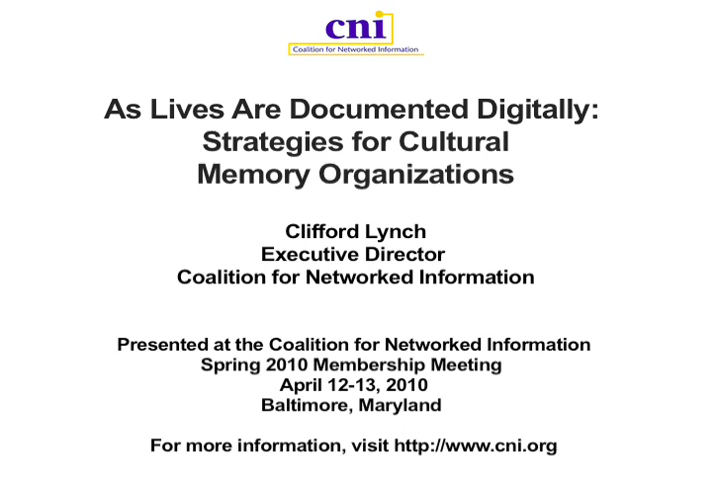 cni
Coalition for Networked Information
As Lives Are Documented Digitally:
Strategies for Cultural
Memory Organizations
Clifford Lynch
Executive Director
Coalition for Networked Information
Presented at the Coalition for Networked Information
Spring 2010 Membership Meeting
April 12-13, 2010
Baltimore, Maryland
For more information, visit http://www.cni.org